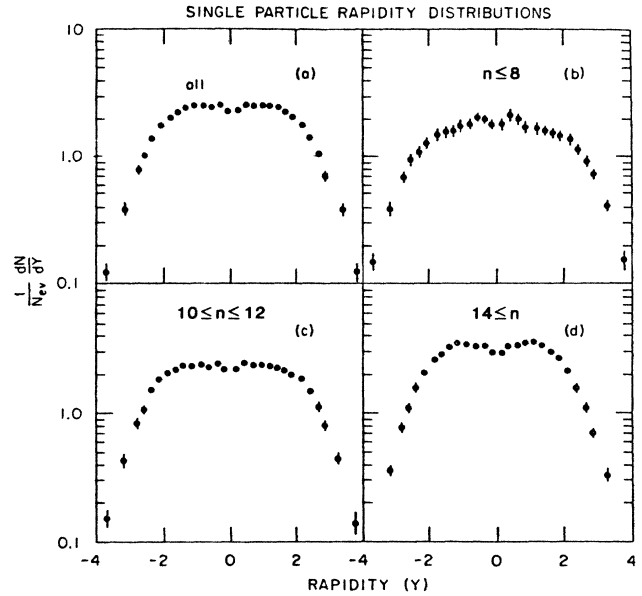 SINGLE PARTICLE RAPIDITY DISTRIBUTIONS
10
all
(a)
n≤8
(b)
1.0
0.1
1/N_ev dN/dY
10≤n≤12
(c)
14≤n
(d)
1.0
0.1
-4 -2 0 2 -4 -2 0 2 4
RAPIDITY (Y)